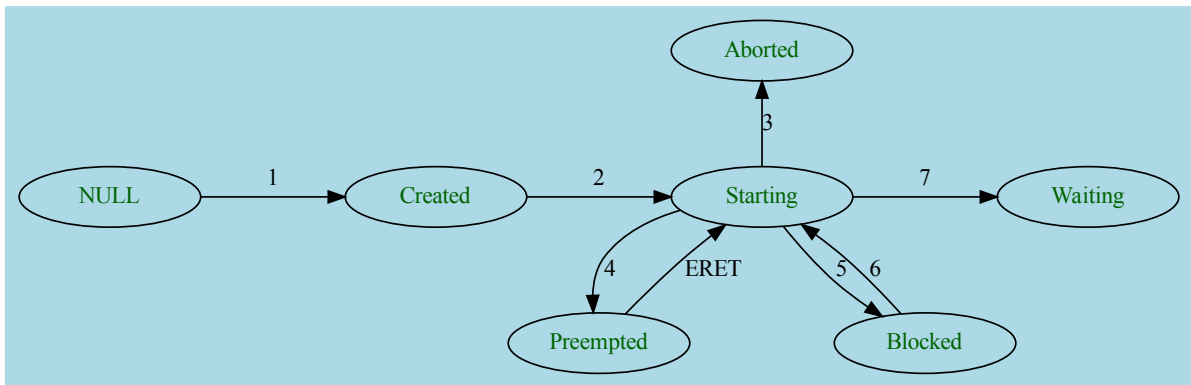 Aborted
3
NULL
1
Created
2
Starting
7
Waiting
4
ERET
5
6
Preempted
Blocked